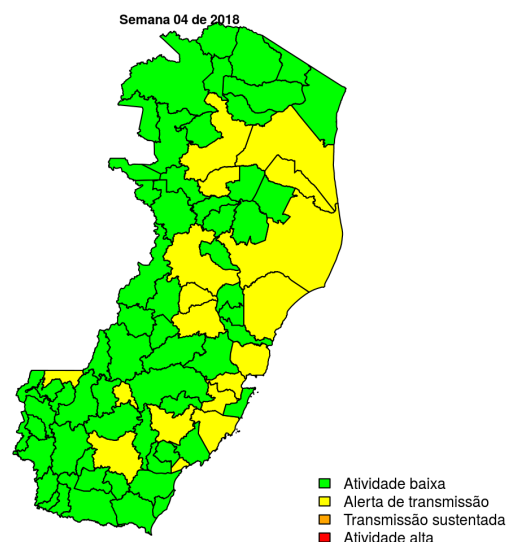 Semana 04 de 2018
Atividade baixa
Alerta de transmissão
Transmissão sustentada
Atividade alta